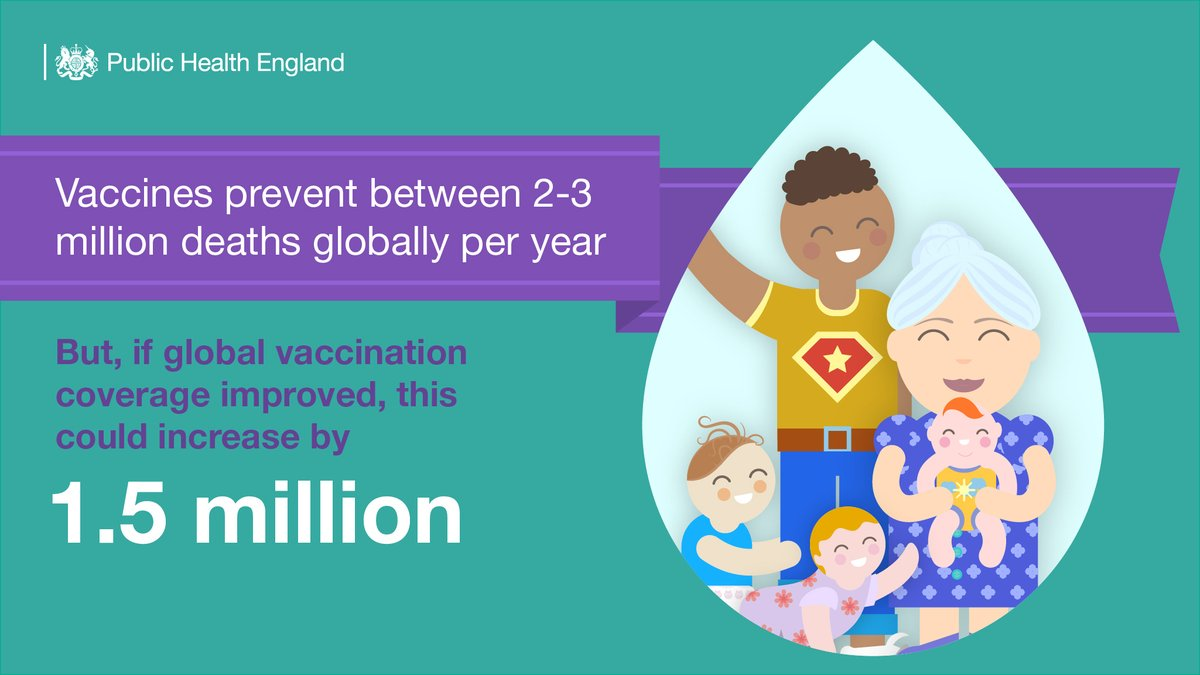 Public Health England
Vaccines prevent between 2-3
million deaths globally per year
But, if global vaccination
coverage improved, this
could increase by
1.5 million